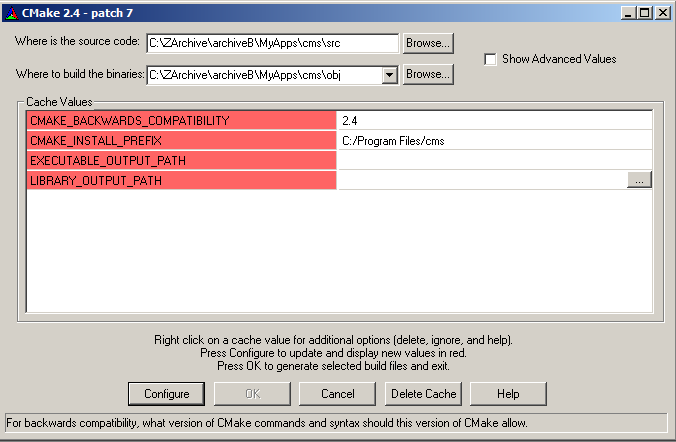 CMake 2.4 - patch 7
Where is the source code: C:\ZArchive\archiveB\MyApps\cms\src Browse...
Show Advanced Values
Where to build the binaries: C:\ZArchive\archiveB\MyApps\cms\obj Browse...
Cache Values
CMAKE_BACKWARDS_COMPATIBILITY 2.4
CMAKE_INSTALL_PREFIX C:/Program Files/cms
EXECUTABLE_OUTPUT_PATH
LIBRARY_OUTPUT_PATH ...
Right click on a cache value for additional options (delete, ignore, and help).
Press Configure to update and display new values in red.
Press OK to generate selected build files and exit.
Configure OK Cancel Delete Cache Help
For backwards compatibility, what version of CMake commands and syntax should this version of CMake allow.